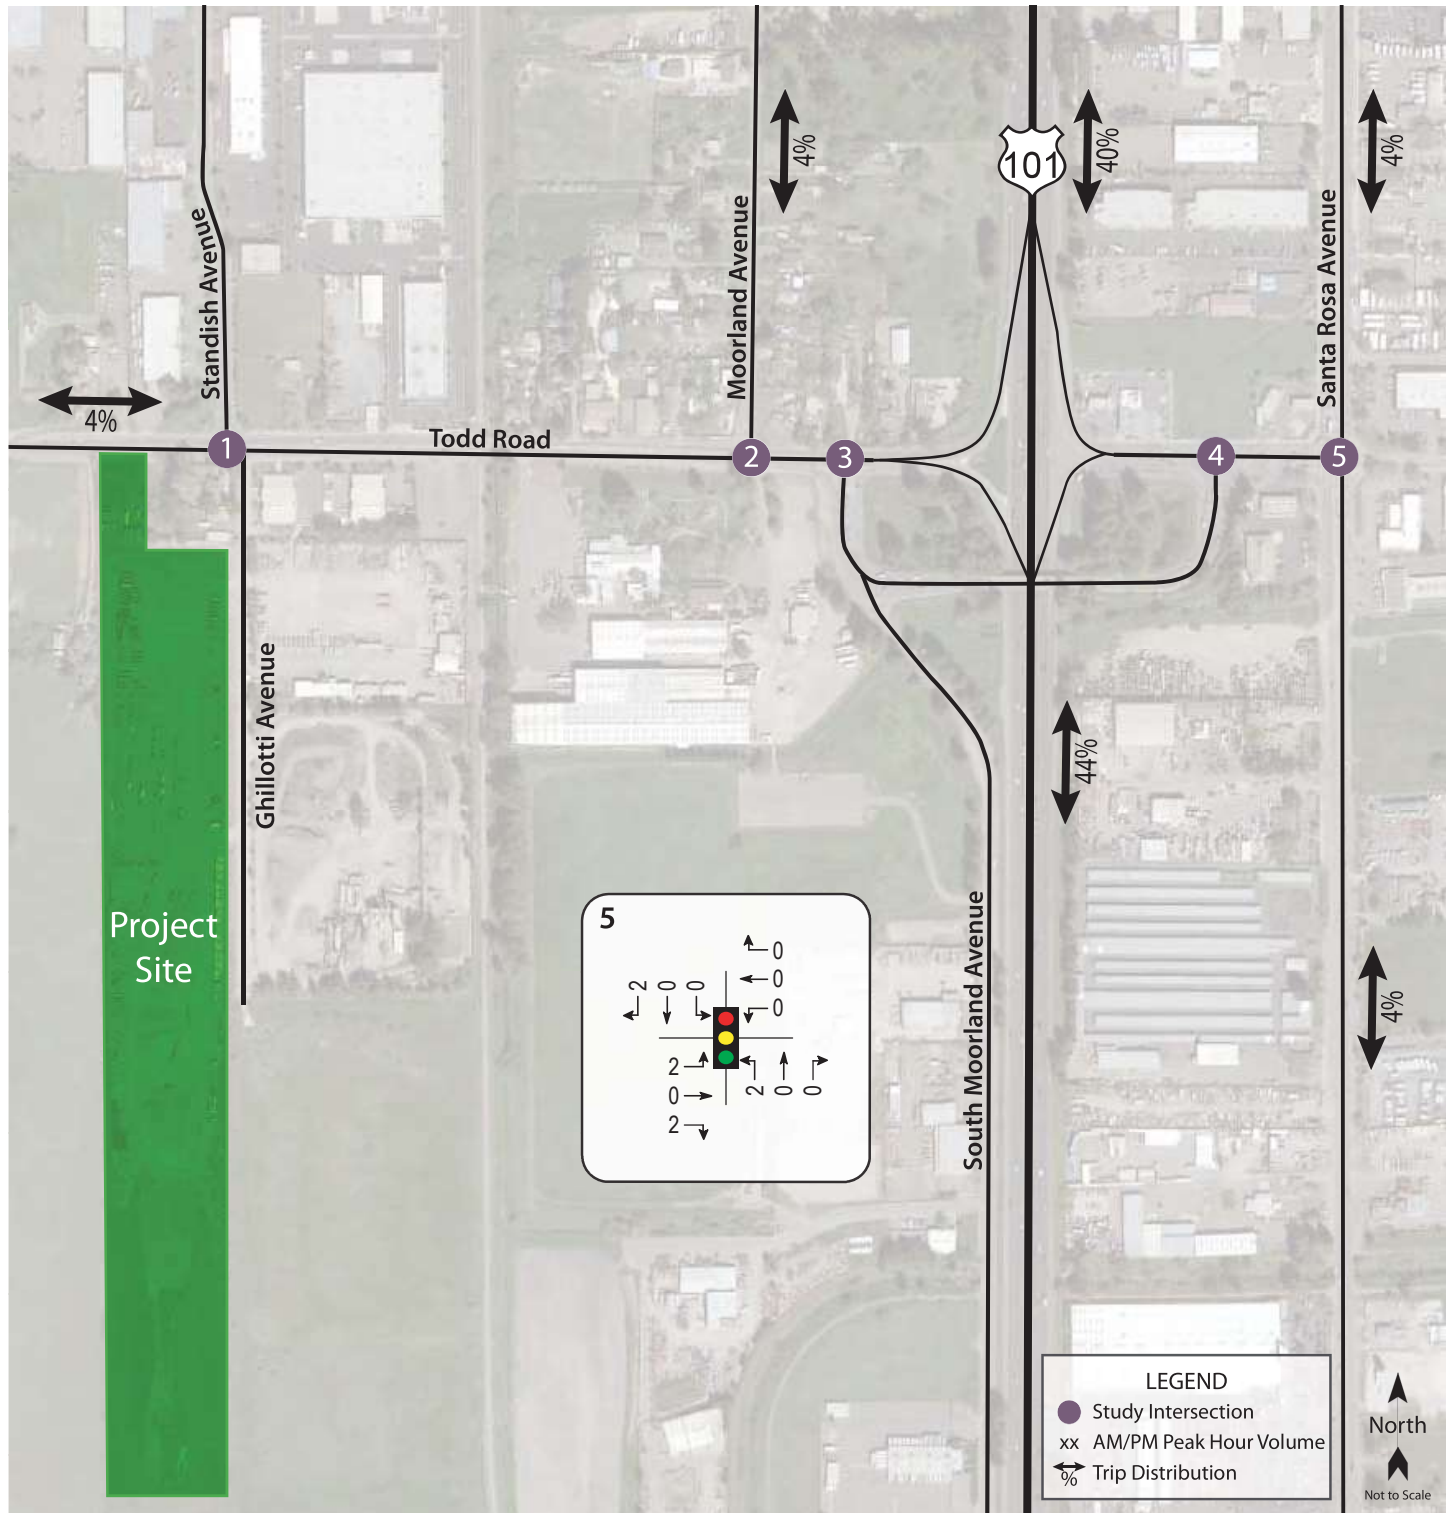 4%
101
40%
4%
Standish Avenue
Moorland Avenue
Santa Rosa Avenue
4%
Todd Road
1
2
3
4
5
Ghillotti Avenue
44%
Project
Site
South Moorland Avenue
5
0
0
0
2
0
0
2
0
2
2
0
0
4%
LEGEND
Study Intersection
xx AM/PM Peak Hour Volume
% Trip Distribution
North
Not to Scale